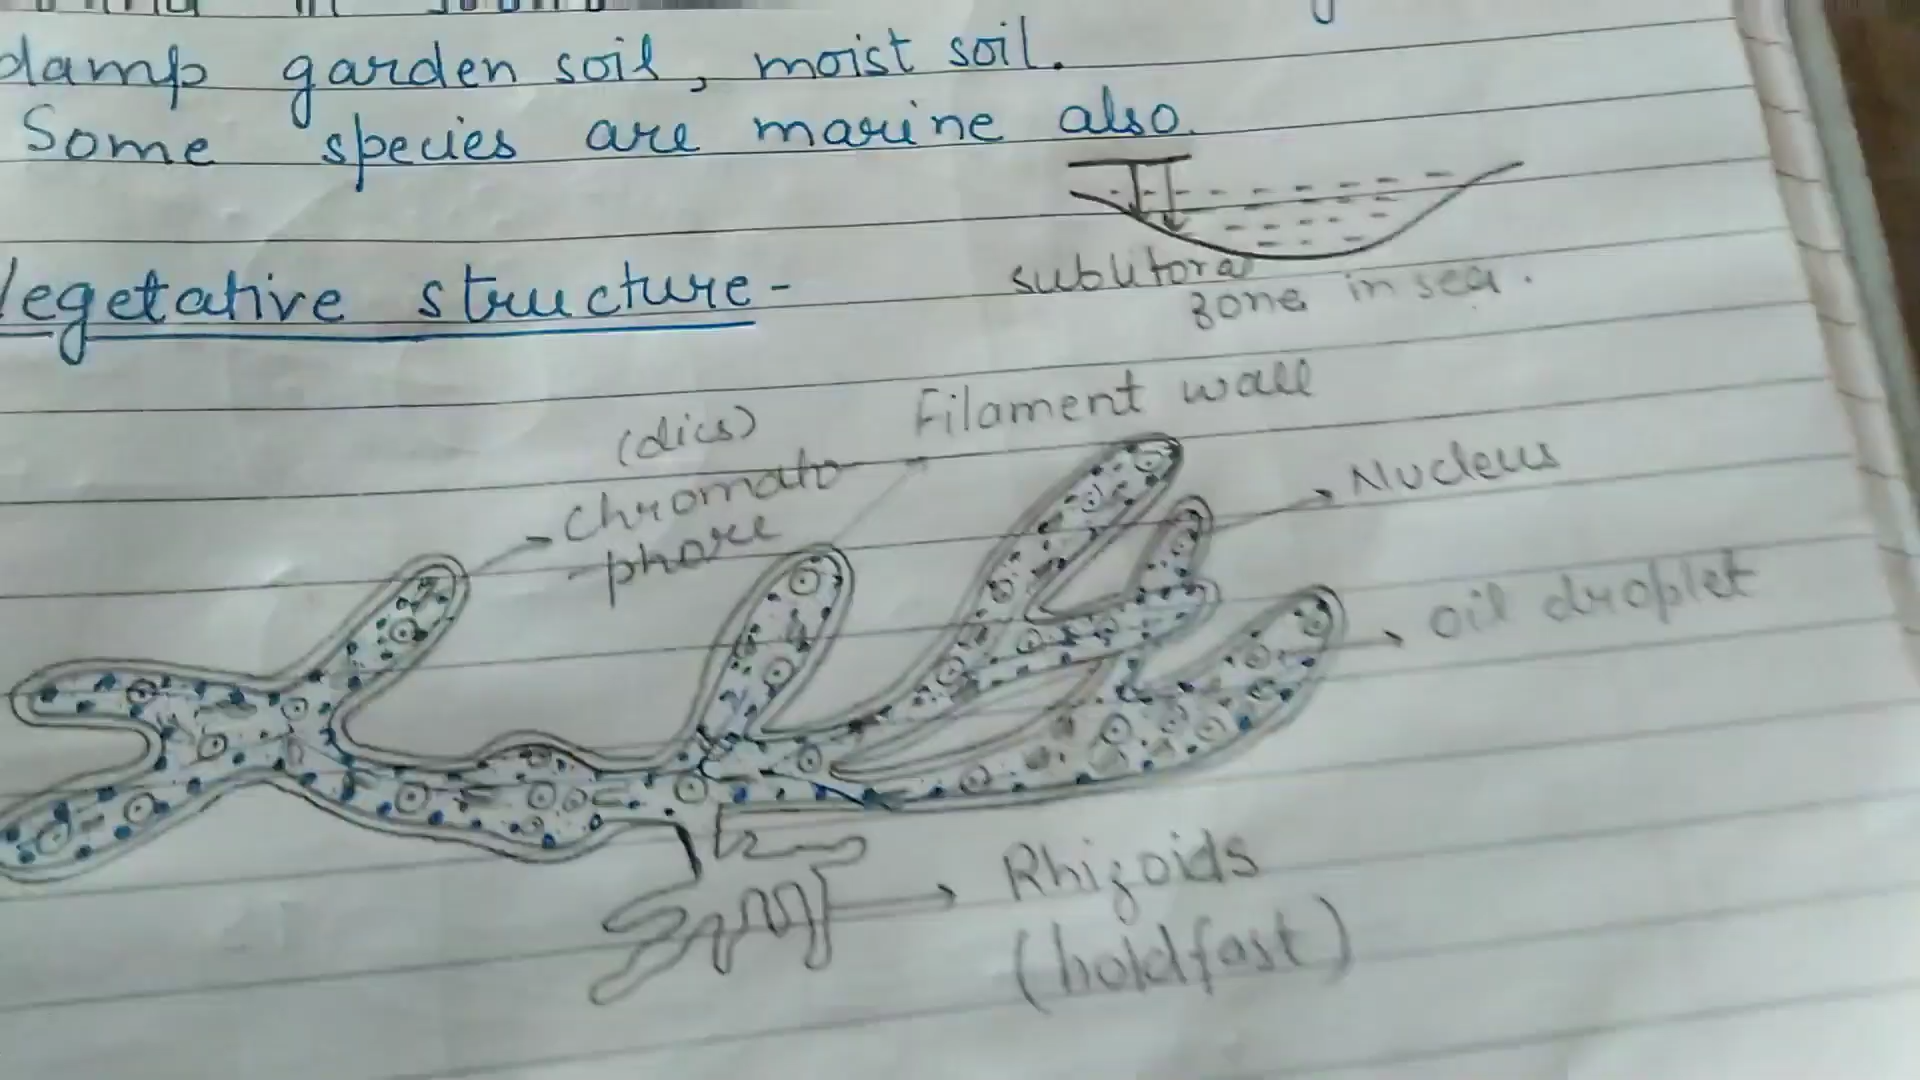 damp garden soil, moist soil.
Some species are marine also.
sublitoral
zone in sea.
Vegetative structure-
(dics)
Chromato
-phore
Filament wall
Nucleus
oil droplet
Rhizoids
(holdfast)